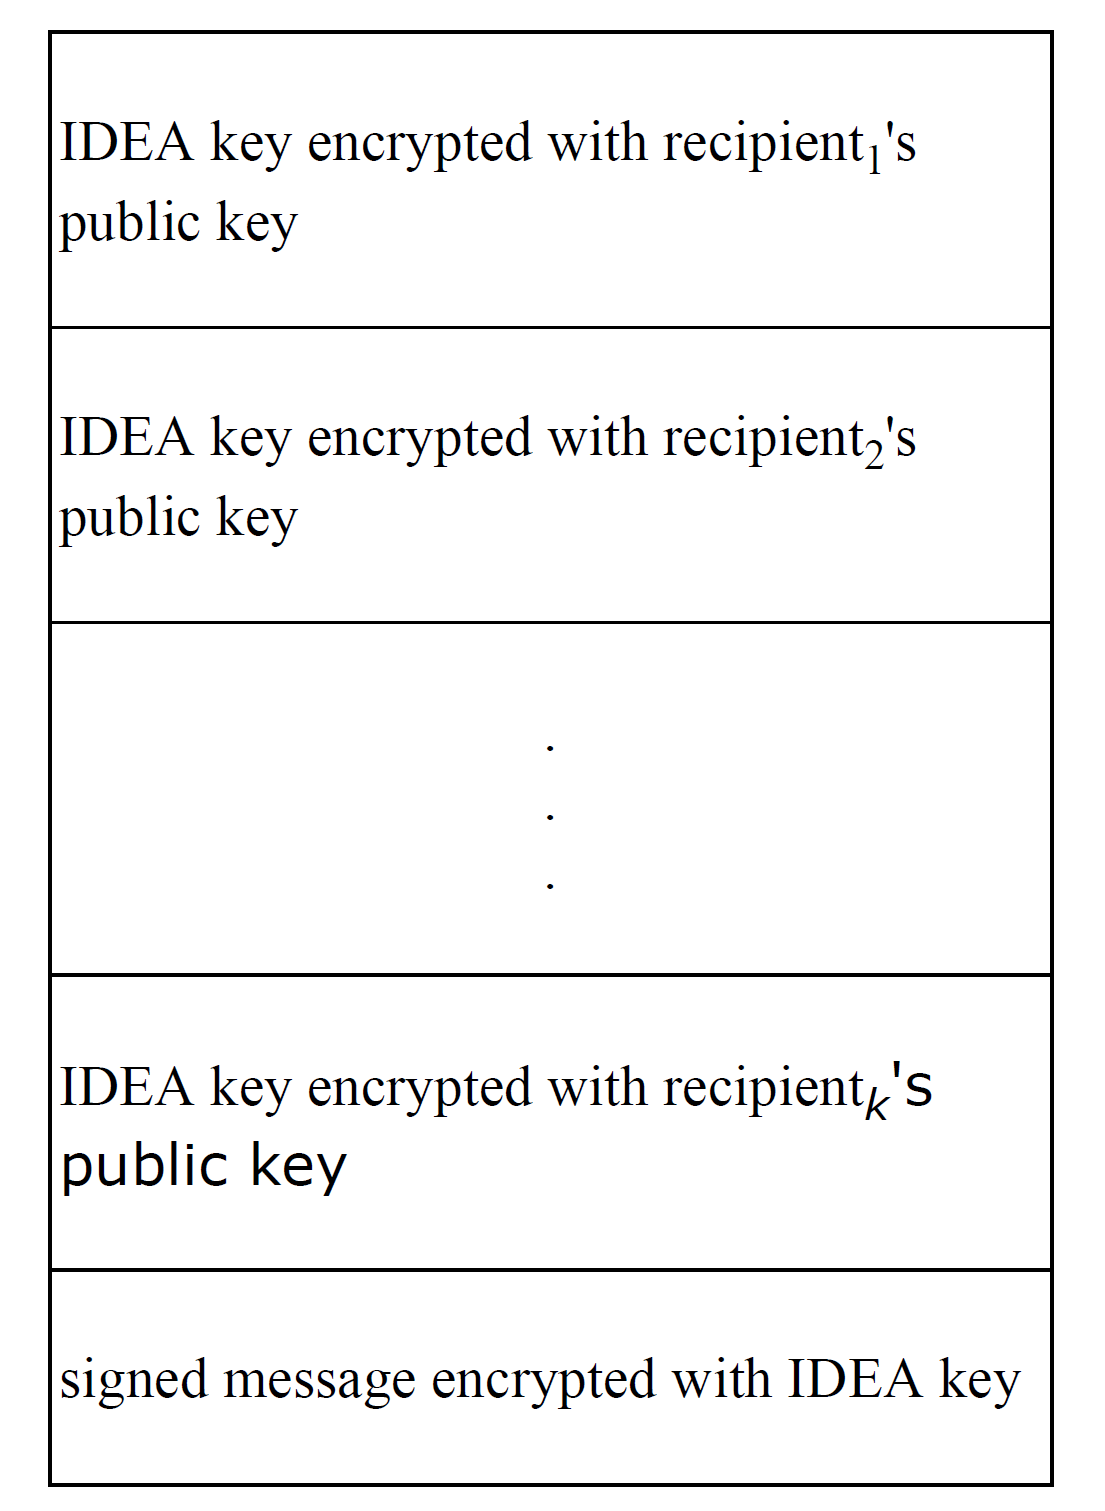 IDEA key encrypted with recipient₁'s
public key
IDEA key encrypted with recipient₂'s
public key
.
.
.
IDEA key encrypted with recipientₖ's
public key
signed message encrypted with IDEA key